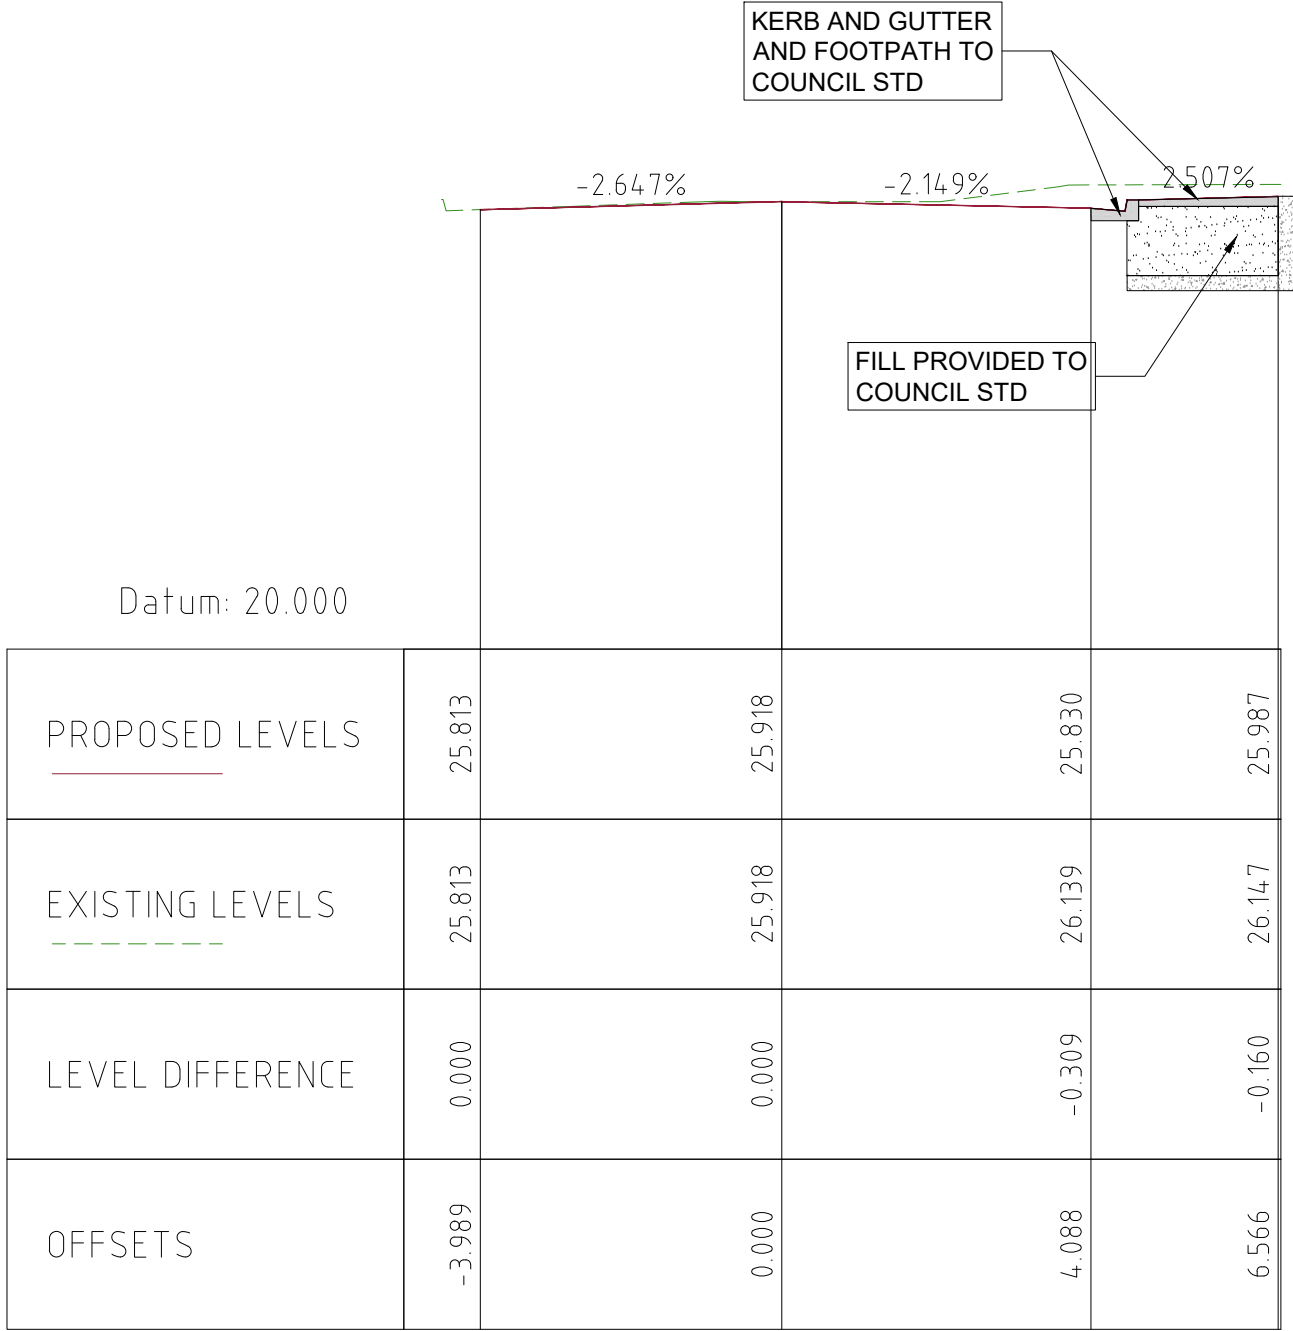 KERB AND GUTTER
AND FOOTPATH TO
COUNCIL STD
-2.647%
-2.149%
2.507%
FILL PROVIDED TO
COUNCIL STD
Datum: 20.000
PROPOSED LEVELS
25.813
25.918
25.830
25.987
EXISTING LEVELS
25.813
25.918
26.139
26.147
LEVEL DIFFERENCE
0.000
0.000
-0.309
-0.160
OFFSETS
-3.989
0.000
4.088
6.566